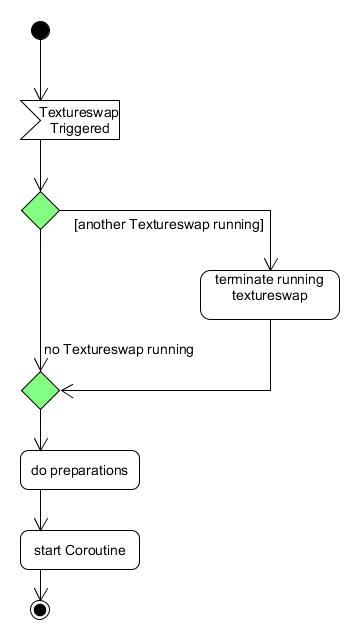 Textureswap
Triggered
[another Textureswap running]
terminate running
textureswap
no Textureswap running
do preparations
start Coroutine